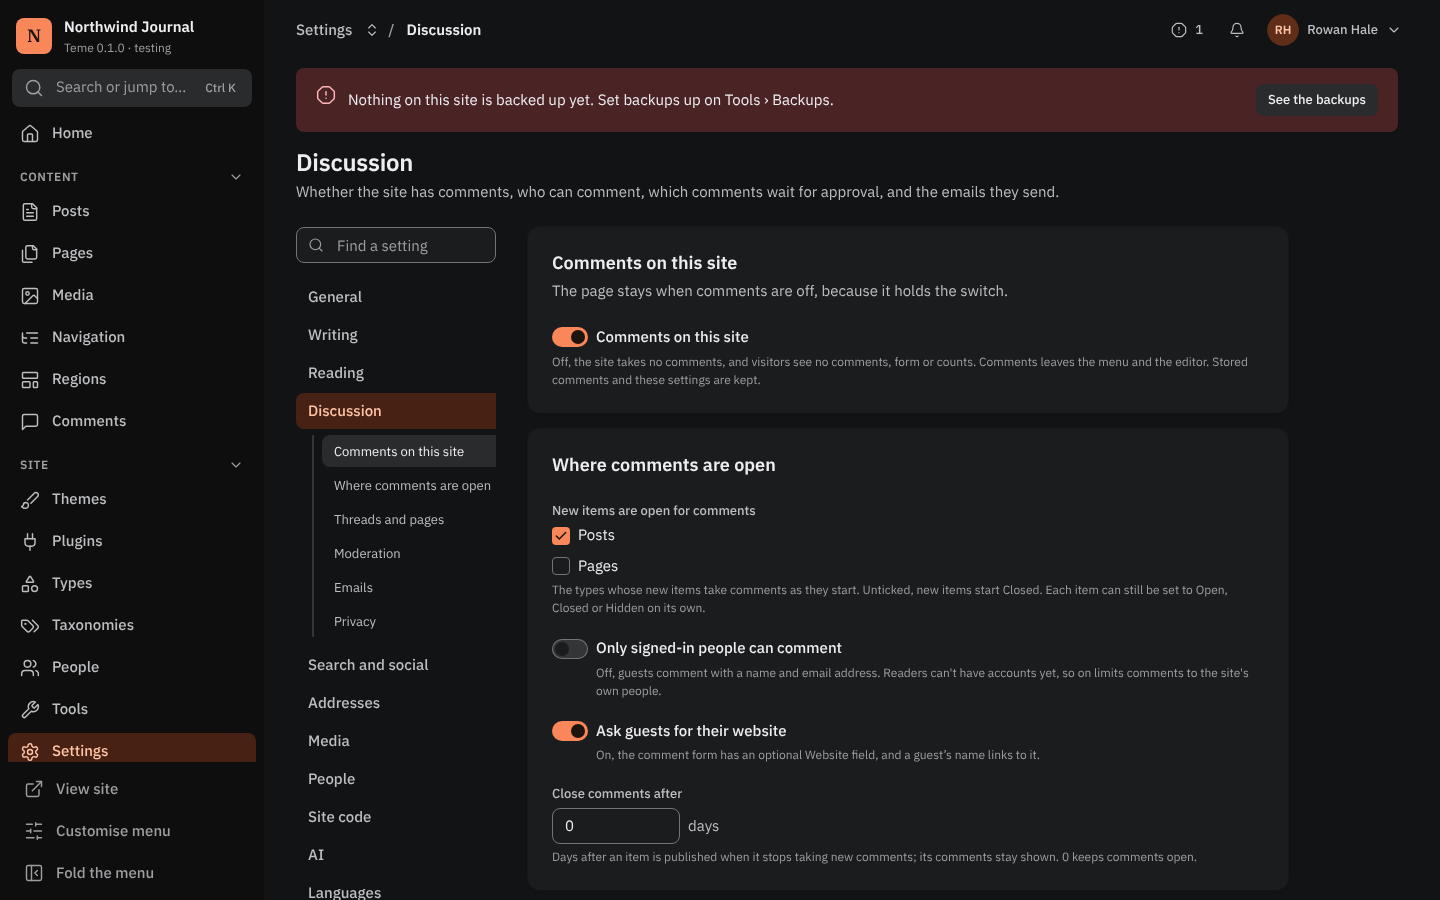 N
Northwind Journal
Teme 0.1.0 · testing
Search or jump to...
Ctrl K
Home
CONTENT
Posts
Pages
Media
Navigation
Regions
Comments
SITE
Themes
Plugins
Types
Taxonomies
People
Tools
Settings
View site
Customise menu
Fold the menu
Settings / Discussion
1
RH
Rowan Hale
Nothing on this site is backed up yet. Set backups up on Tools › Backups.
See the backups
Discussion
Whether the site has comments, who can comment, which comments wait for approval, and the emails they send.
Find a setting
General
Writing
Reading
Discussion
Comments on this site
Where comments are open
Threads and pages
Moderation
Emails
Privacy
Search and social
Addresses
Media
People
Site code
AI
Languages
Comments on this site
The page stays when comments are off, because it holds the switch.
Comments on this site
Off, the site takes no comments, and visitors see no comments, form or counts. Comments leaves the menu and the editor. Stored
comments and these settings are kept.
Where comments are open
New items are open for comments
Posts
Pages
The types whose new items take comments as they start. Unticked, new items start Closed. Each item can still be set to Open,
Closed or Hidden on its own.
Only signed-in people can comment
Off, guests comment with a name and email address. Readers can't have accounts yet, so on limits comments to the site's
own people.
Ask guests for their website
On, the comment form has an optional Website field, and a guest’s name links to it.
Close comments after
0
days
Days after an item is published when it stops taking new comments; its comments stay shown. 0 keeps comments open.